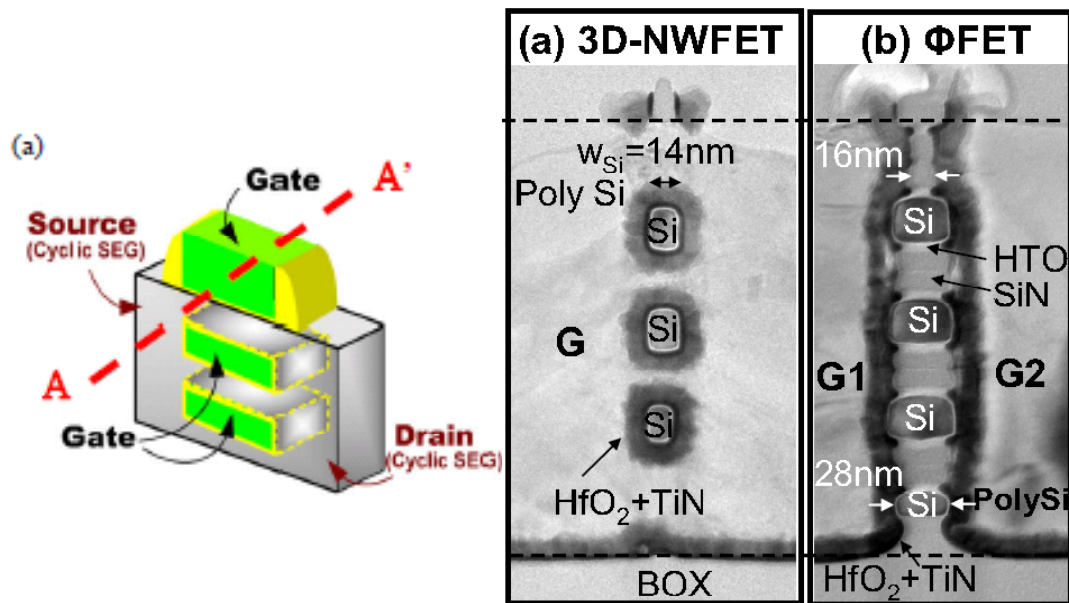 (a)
Gate
A'
Source
(Cyclic SEG)
A
Gate
Drain
(Cyclic SEG)
(a) 3D-NWFET
wSi=14nm
Poly Si
Si
Si
G
Si
HfO2+TiN
BOX
(b) ΦFET
16nm
Si
HTO
SiN
Si
G1
G2
Si
28nm
Si
PolySi
HfO2+TiN